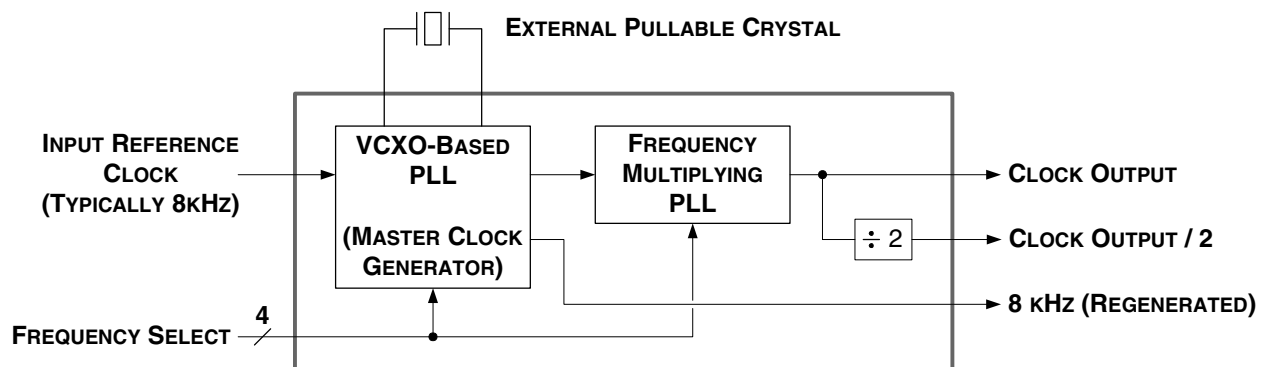 EXTERNAL PULLABLE CRYSTAL
INPUT REFERENCE
CLOCK
(TYPICALLY 8KHZ)
VCXO-BASED
PLL
(MASTER CLOCK
GENERATOR)
FREQUENCY
MULTIPLYING
PLL
CLOCK OUTPUT
÷ 2
CLOCK OUTPUT / 2
8 KHZ (REGENERATED)
4
FREQUENCY SELECT